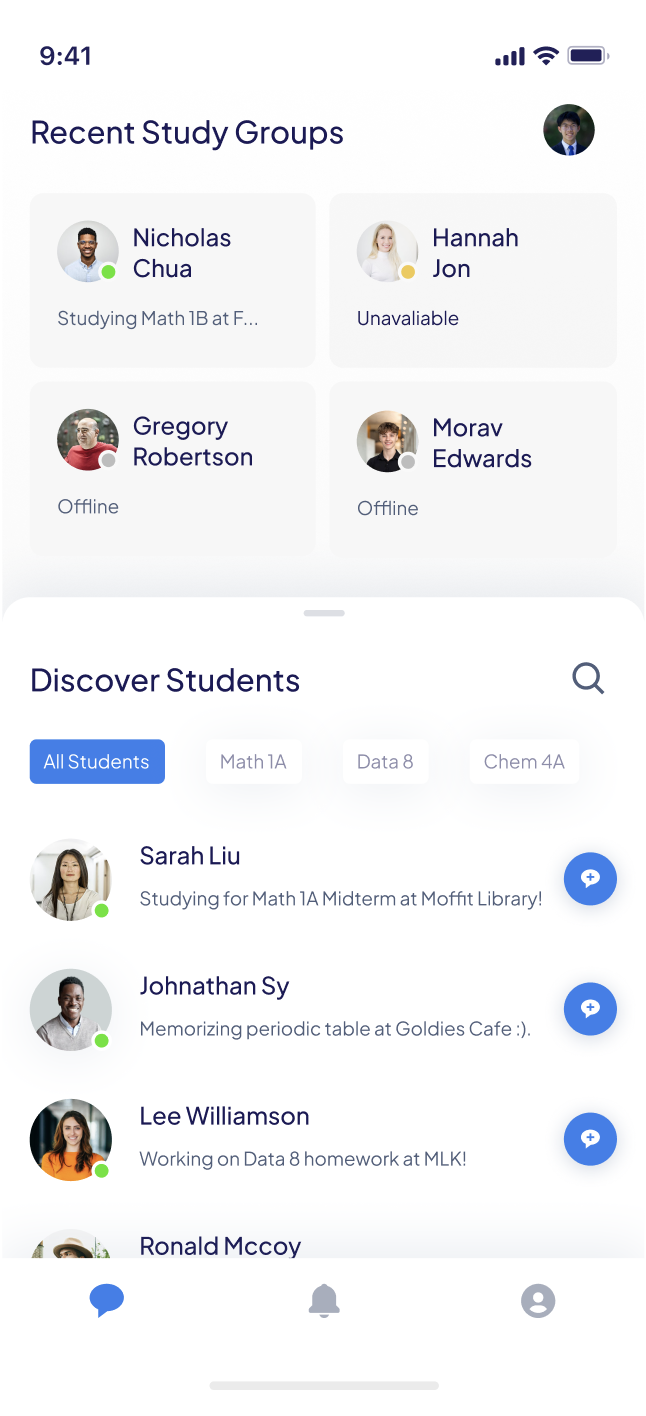 9:41
Recent Study Groups
Nicholas
Chua
Studying Math 1B at F...
Hannah
Jon
Unavaliable
Gregory
Robertson
Offline
Morav
Edwards
Offline
Discover Students
All Students
Math 1A
Data 8
Chem 4A
Sarah Liu
Studying for Math 1A Midterm at Moffit Library!
Johnathan Sy
Memorizing periodic table at Goldies Cafe :).
Lee Williamson
Working on Data 8 homework at MLK!
Ronald Mccoy